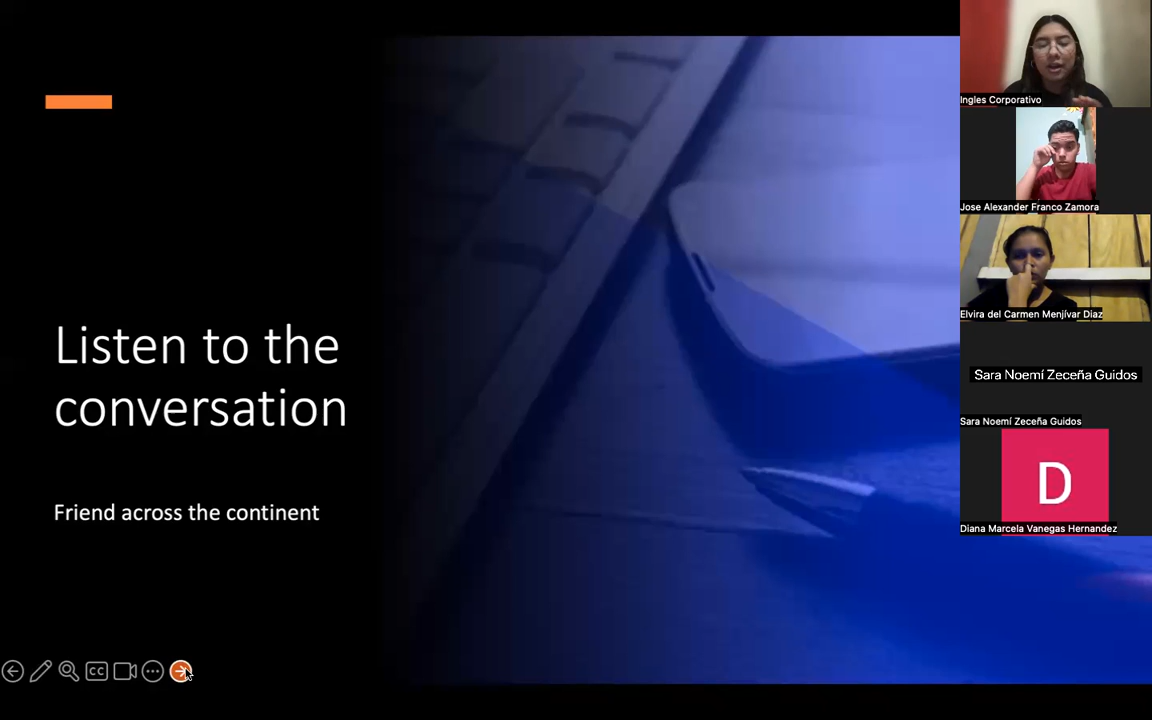 Listen to the
conversation
Friend across the continent
CC
Ingles Corporativo
Jose Alexander Franco Zamora
Elvira del Carmen Menjívar Diaz
Sara Noemí Zeceña Guidos
Sara Noemí Zeceña Guidos
D
Diana Marcela Vanegas Hernandez